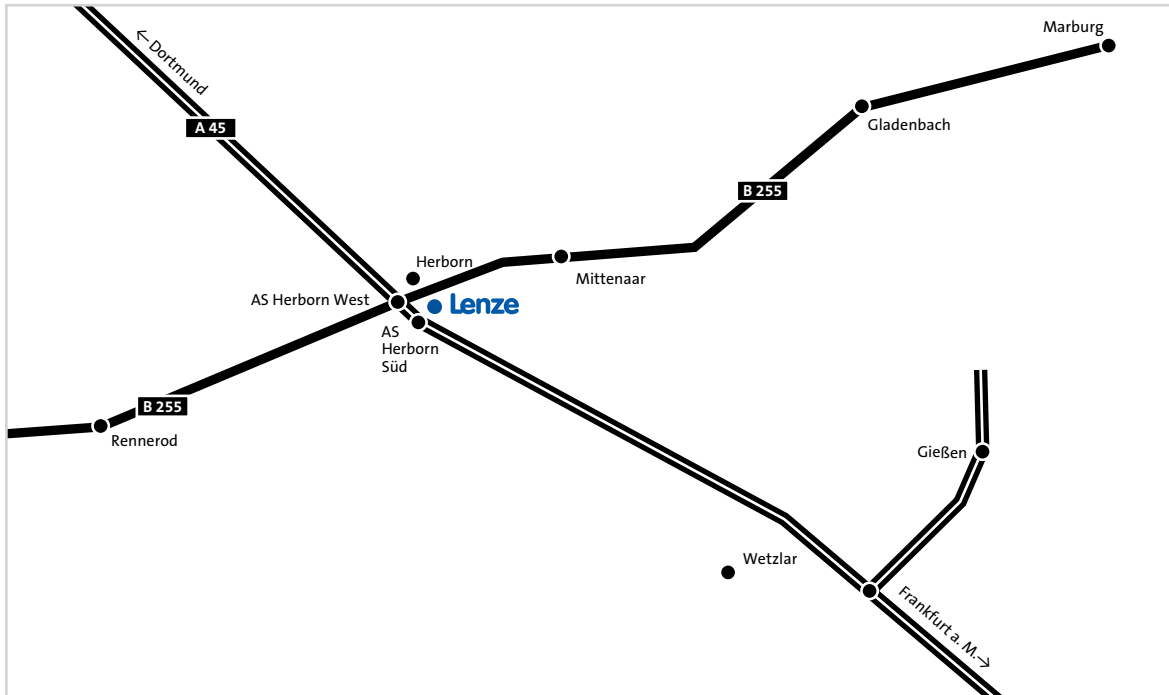 Marburg
← Dortmund
Gladenbach
A 45
B 255
Herborn
Mittenaar
AS Herborn West
Lenze
AS
Herborn
Süd
B 255
Rennerod
Gießen
Wetzlar
Frankfurt a. M.→